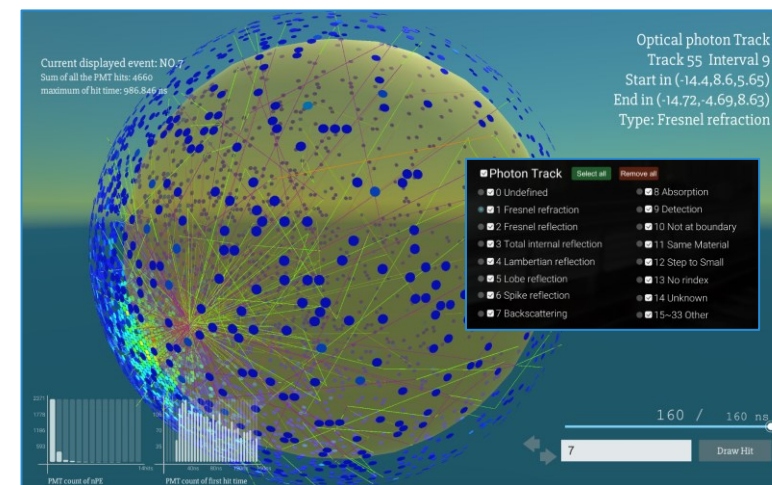 Current displayed event: NO.7
Sum of all the PMT hits: 4660
maximum of hit time: 986.846 ns
Optical photon Track
Track 55 Interval 9
Start in (-14.4,8.6,5.65)
End in (-14.72,-4.69,8.63)
Type: Fresnel refraction
Photon Track Select all Remove all
0 Undefined
1 Fresnel refraction
2 Fresnel reflection
3 Total internal reflection
4 Lambertian reflection
5 Lobe reflection
6 Spike reflection
7 Backscattering
8 Absorption
9 Detection
10 Not at boundary
11 Same Material
12 Step to Small
13 No rindex
14 Unknown
15~33 Other
160 / 160 ns
7 Draw Hit
PMT count of nPE
PMT count of first hit time